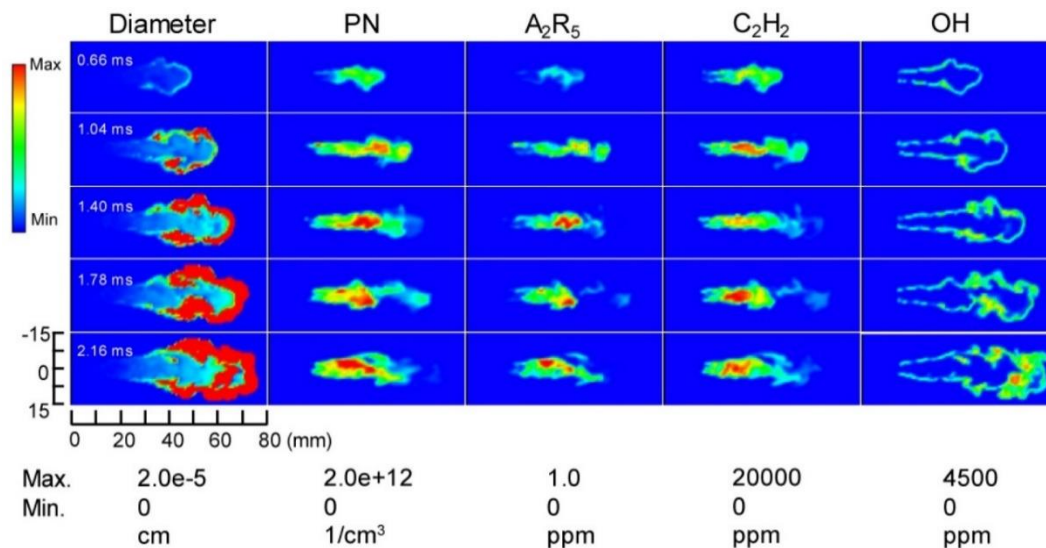 Diameter PN A₂R₅ C₂H₂ OH
Max
Min
0.66 ms
1.04 ms
1.40 ms
1.78 ms
2.16 ms
-15
0
15
0 20 40 60 80 (mm)
Max. 2.0e-5 2.0e+12 1.0 20000 4500
Min. 0 0 0 0 0
cm 1/cm³ ppm ppm ppm